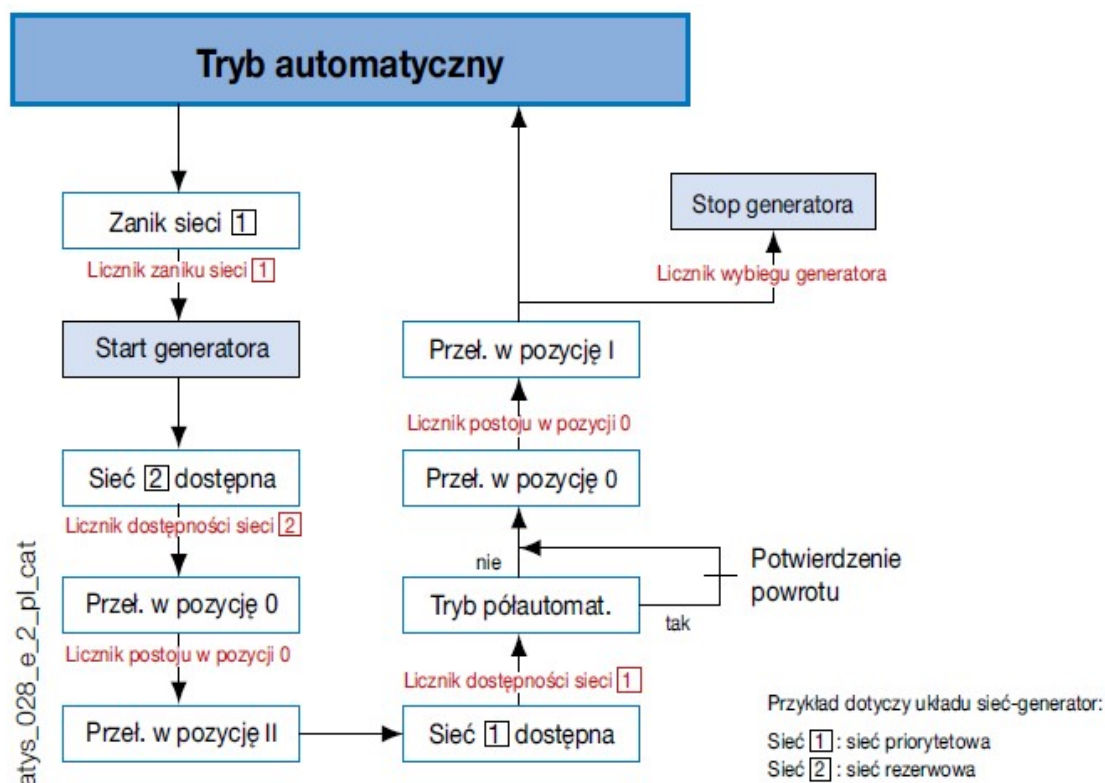 Tryb automatyczny
Zanik sieci 1
Licznik zaniku sieci 1
Start generatora
Sieć 2 dostępna
Licznik dostępności sieci 2
Przeł. w pozycję 0
Licznik postoju w pozycji 0
Przeł. w pozycję II
Sieć 1 dostępna
Licznik dostępności sieci 1
Tryb półautomat.
nie
tak
Potwierdzenie
powrotu
Przeł. w pozycję 0
Licznik postoju w pozycji 0
Przeł. w pozycję I
Licznik wybiegu generatora
Stop generatora
Przykład dotyczy układu sieć-generator:
Sieć 1 : sieć priorytetowa
Sieć 2 : sieć rezerwowa
atys_028_e_2_pl_cat